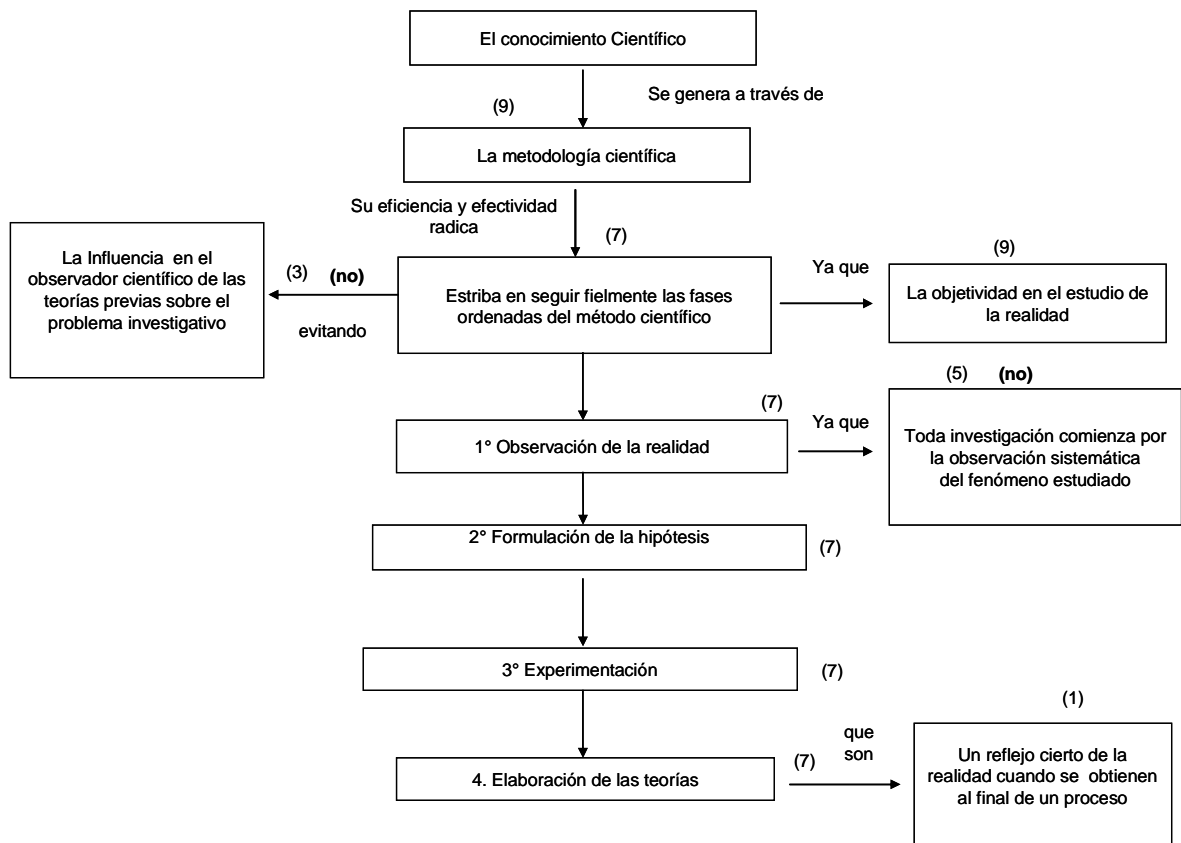 El conocimiento Científico
Se genera a través de
(9)
La metodología científica
Su eficiencia y efectividad
radica
(7)
La Influencia en el
observador científico de las
teorías previas sobre el
problema investigativo
(3) (no)
evitando
Estriba en seguir fielmente las fases
ordenadas del método científico
Ya que
(9)
La objetividad en el estudio de
la realidad
(7)
1° Observación de la realidad
Ya que
(5) (no)
Toda investigación comienza por
la observación sistemática
del fenómeno estudiado
2° Formulación de la hipótesis
(7)
3° Experimentación
(7)
4. Elaboración de las teorías
(7)
que
son
(1)
Un reflejo cierto de la
realidad cuando se obtienen
al final de un proceso